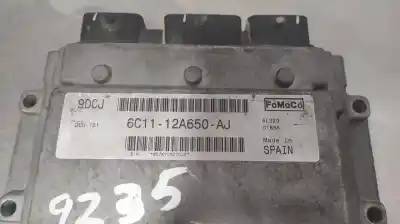 9DCJ
FoMoCo
6C11-12A650-AJ
Made in
SPAIN
9235